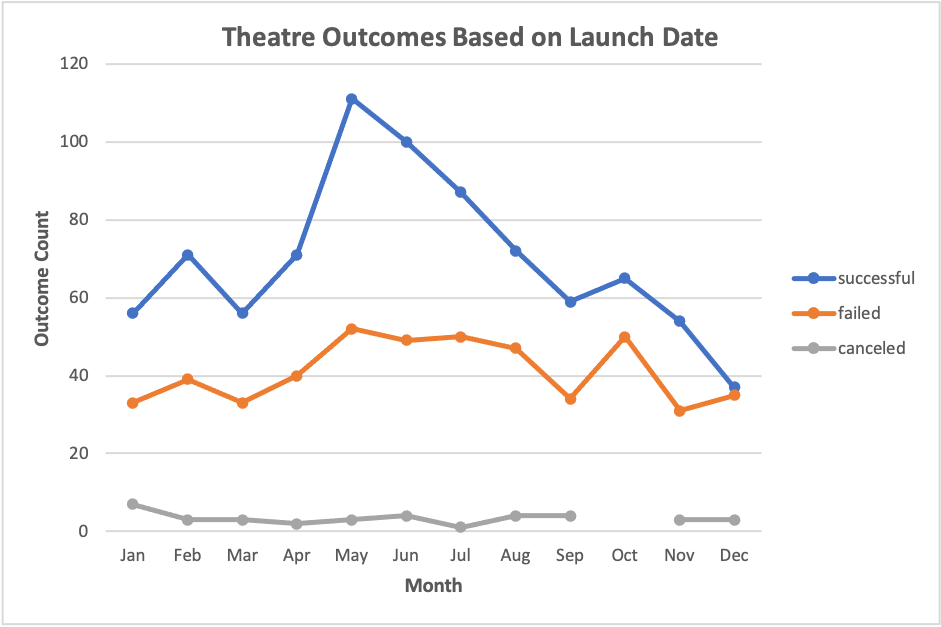 Theatre Outcomes Based on Launch Date
120
100
80
60
40
20
0
Outcome Count
Jan Feb Mar Apr May Jun Jul Aug Sep Oct Nov Dec
Month
successful
failed
canceled